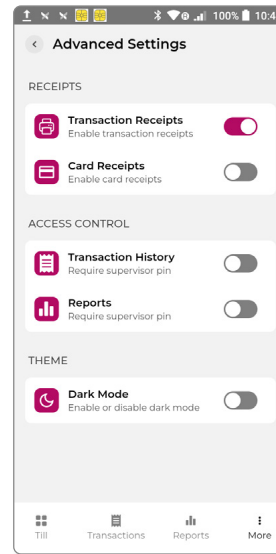 100% 10:4
Advanced Settings
RECEIPTS
Transaction Receipts
Enable transaction receipts
Card Receipts
Enable card receipts
ACCESS CONTROL
Transaction History
Require supervisor pin
Reports
Require supervisor pin
THEME
Dark Mode
Enable or disable dark mode
Till Transactions Reports More